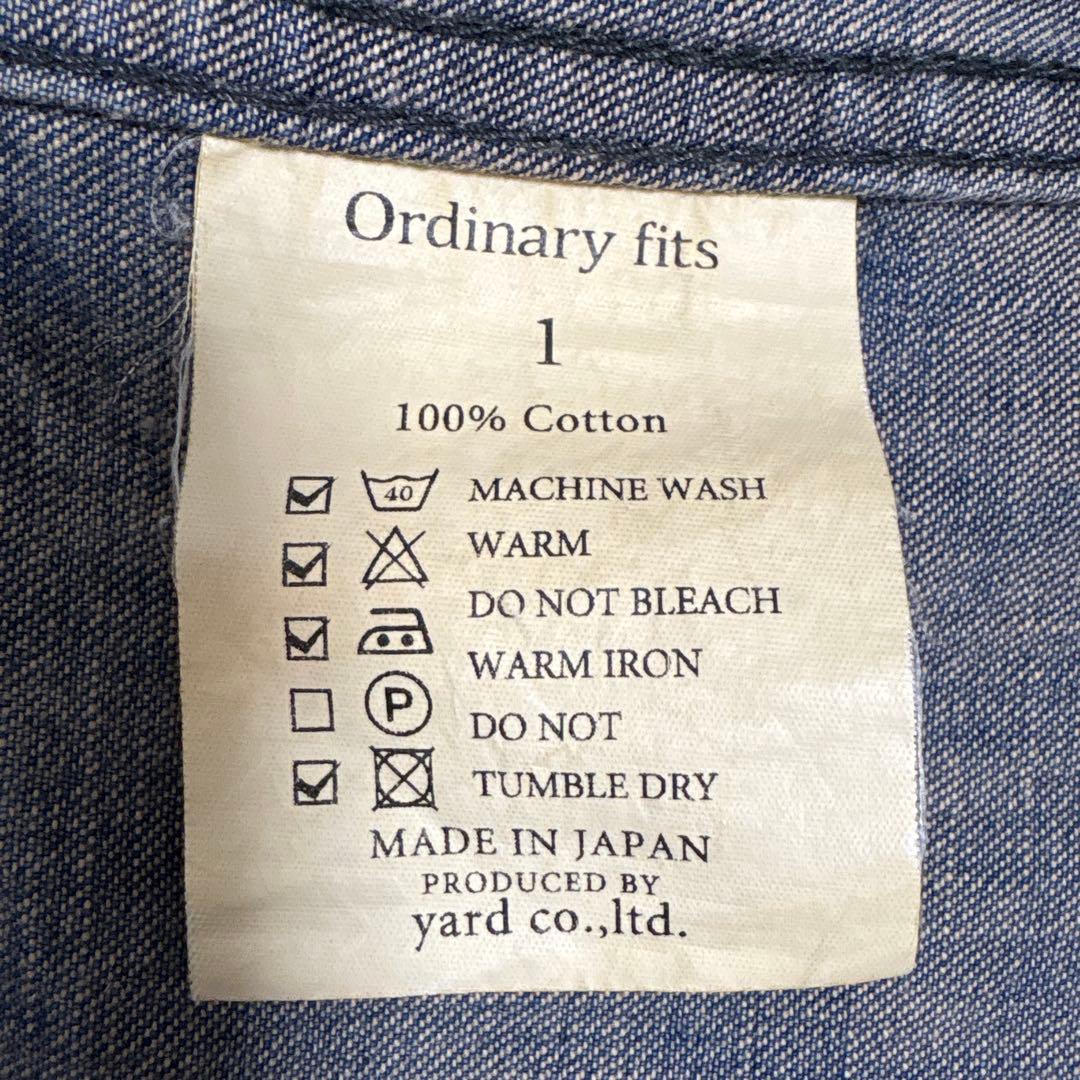 Ordinary fits
1
100% Cotton
40 MACHINE WASH
WARM
DO NOT BLEACH
WARM IRON
P DO NOT
TUMBLE DRY
MADE IN JAPAN
PRODUCED BY
yard co.,ltd.